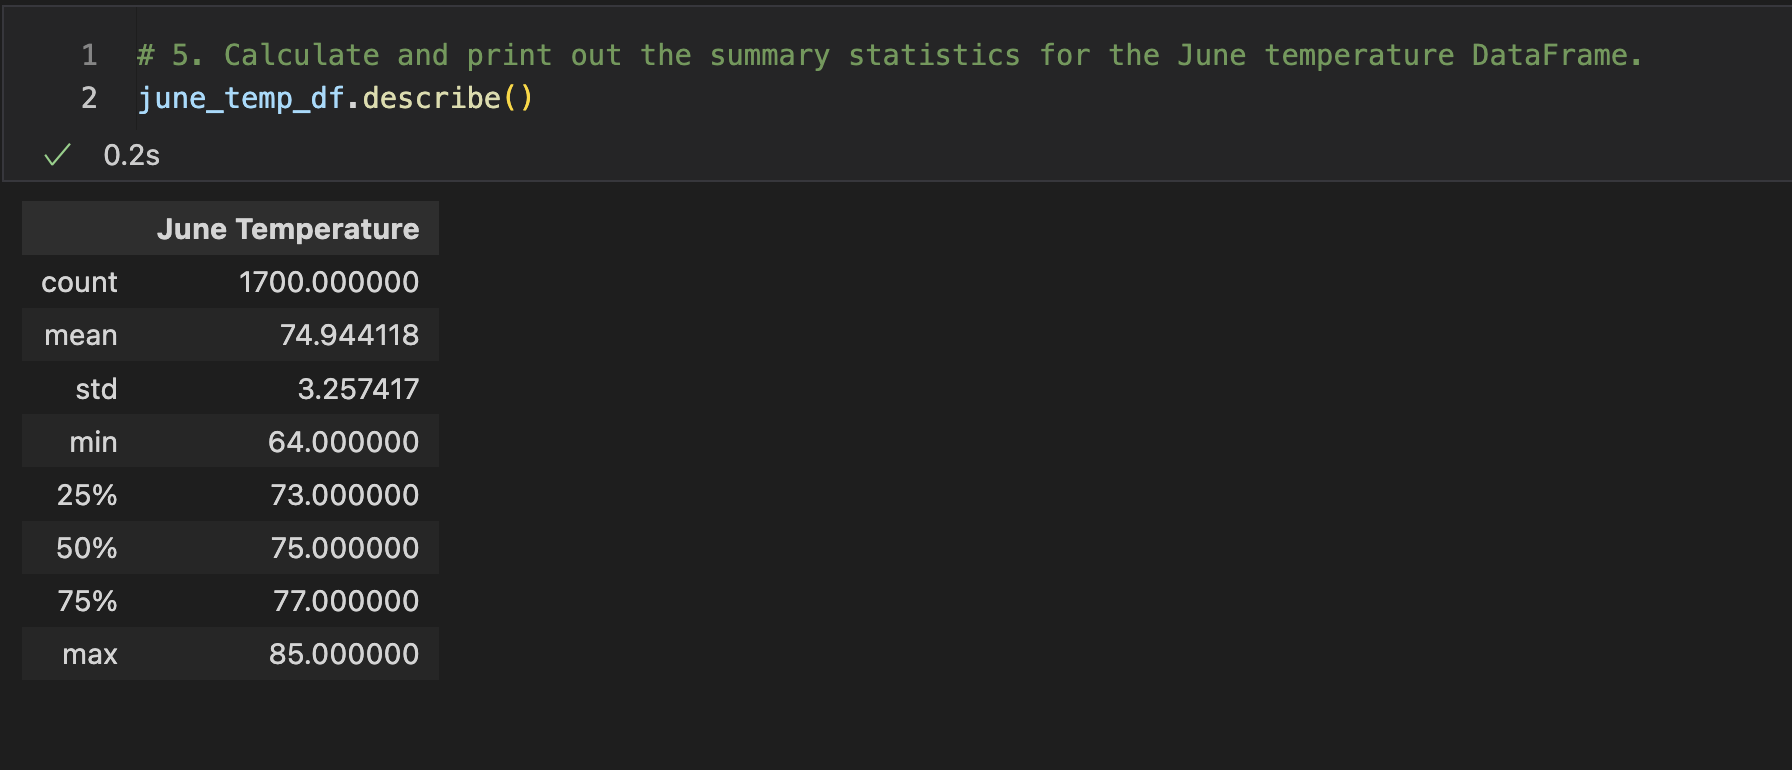 1 # 5. Calculate and print out the summary statistics for the June temperature DataFrame.
2 june_temp_df.describe()
✓ 0.2s
June Temperature
count 1700.000000
mean 74.944118
std 3.257417
min 64.000000
25% 73.000000
50% 75.000000
75% 77.000000
max 85.000000